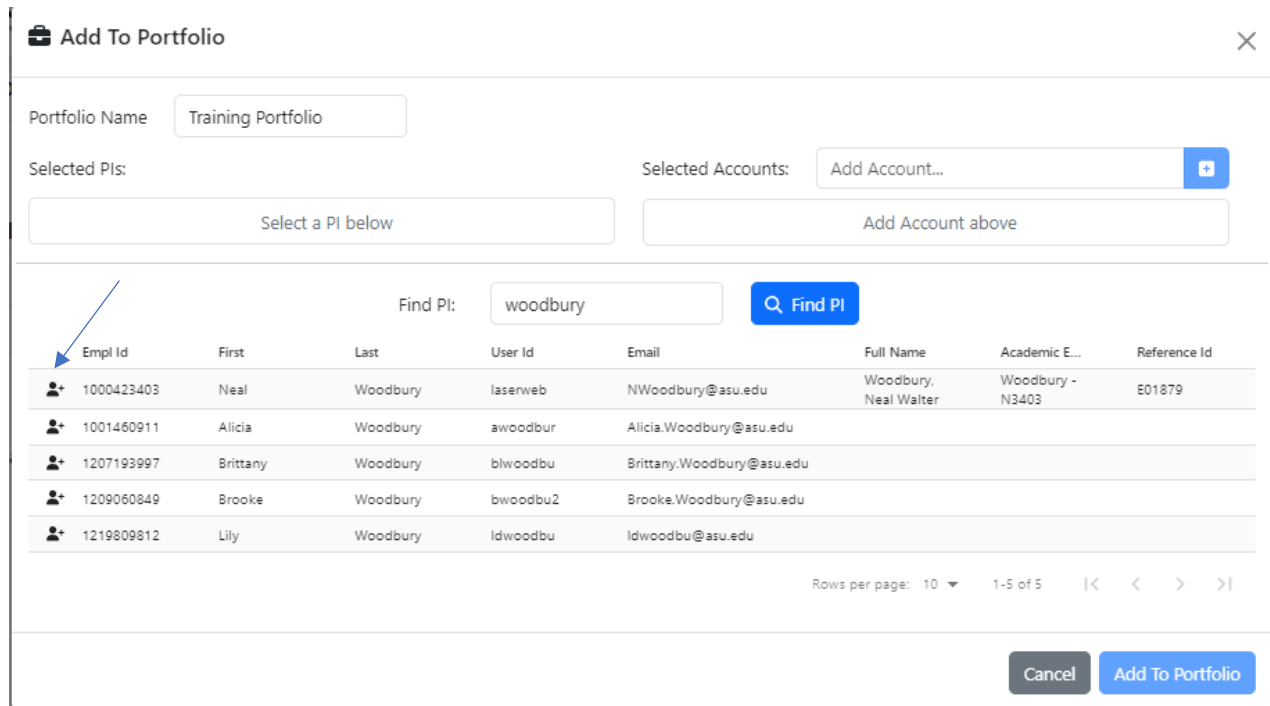 Add To Portfolio
Portfolio Name Training Portfolio
Selected PIs: Selected Accounts: Add Account...
Select a PI below Add Account above
Find PI: woodbury Find PI
Empl Id First Last User Id Email Full Name Academic E... Reference Id
1000423403 Neal Woodbury laserweb NWoodbury@asu.edu Woodbury, Neal Walter Woodbury - N3403 E01879
1001460911 Alicia Woodbury awoodbur Alicia.Woodbury@asu.edu
1207193997 Brittany Woodbury blwoodbu Brittany.Woodbury@asu.edu
1209060849 Brooke Woodbury bwoodbu2 Brooke.Woodbury@asu.edu
1219809812 Lily Woodbury ldwoodbu ldwoodbu@asu.edu
Rows per page: 10 1-5 of 5
Cancel Add To Portfolio